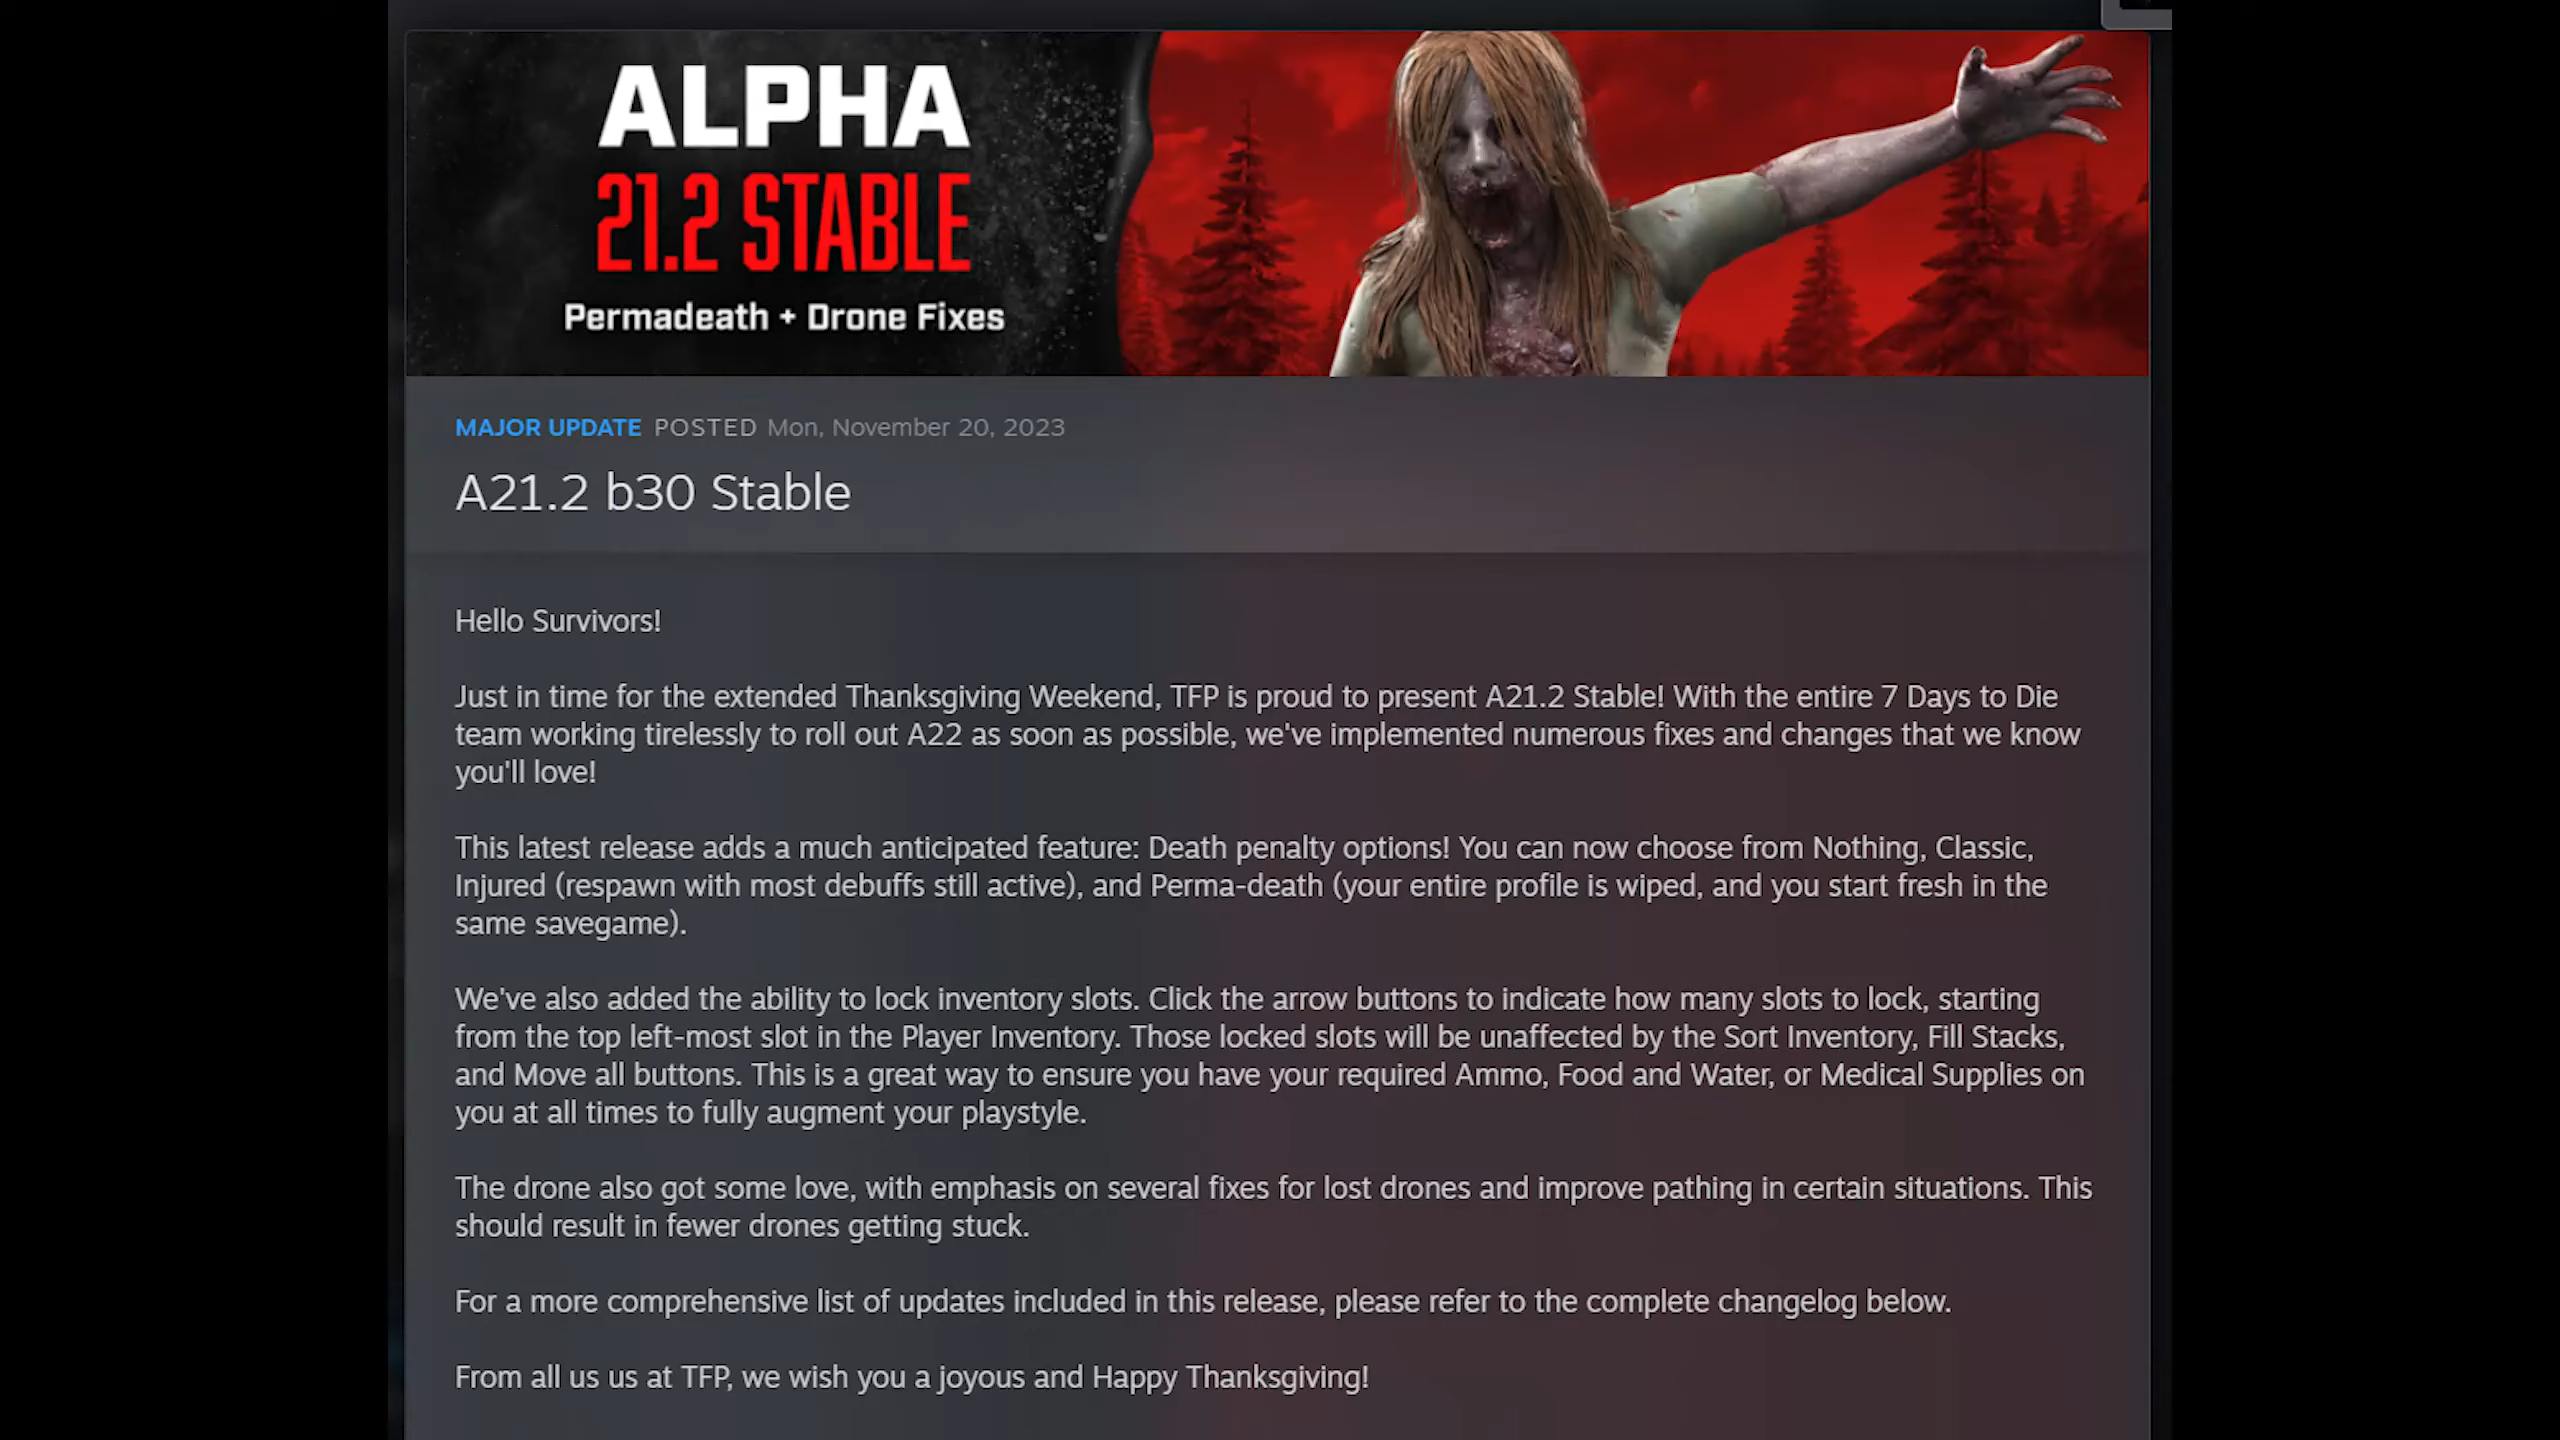 ALPHA
21.2 STABLE
Permadeath + Drone Fixes
MAJOR UPDATE POSTED Mon, November 20, 2023
A21.2 b30 Stable
Hello Survivors!
Just in time for the extended Thanksgiving Weekend, TFP is proud to present A21.2 Stable! With the entire 7 Days to Die
team working tirelessly to roll out A22 as soon as possible, we've implemented numerous fixes and changes that we know
you'll love!
This latest release adds a much anticipated feature: Death penalty options! You can now choose from Nothing, Classic,
Injured (respawn with most debuffs still active), and Perma-death (your entire profile is wiped, and you start fresh in the
same savegame).
We've also added the ability to lock inventory slots. Click the arrow buttons to indicate how many slots to lock, starting
from the top left-most slot in the Player Inventory. Those locked slots will be unaffected by the Sort Inventory, Fill Stacks,
and Move all buttons. This is a great way to ensure you have your required Ammo, Food and Water, or Medical Supplies on
you at all times to fully augment your playstyle.
The drone also got some love, with emphasis on several fixes for lost drones and improve pathing in certain situations. This
should result in fewer drones getting stuck.
For a more comprehensive list of updates included in this release, please refer to the complete changelog below.
From all us us at TFP, we wish you a joyous and Happy Thanksgiving!